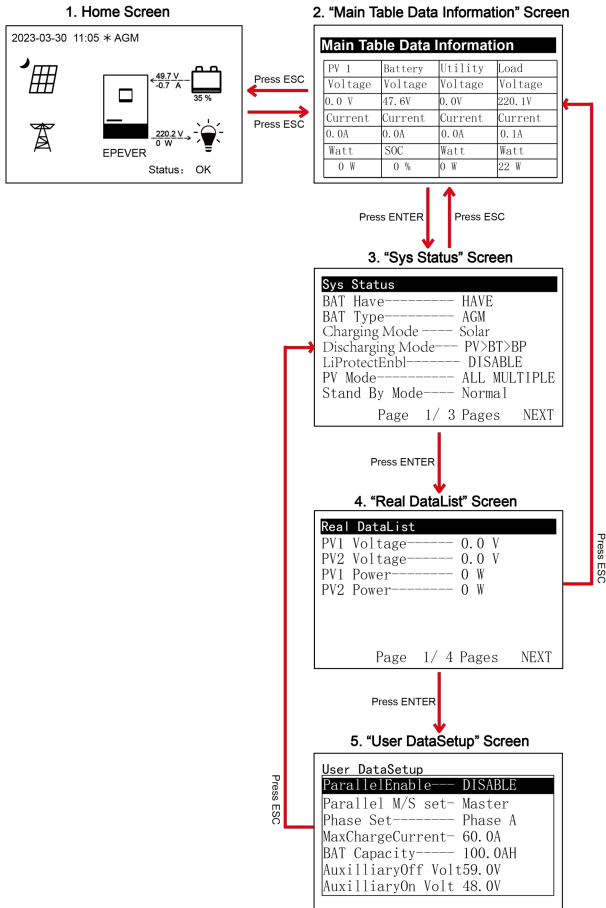 1. Home Screen
2023-03-30 11:05 ＊ AGM
49.7 V
-0.7 A
35 %
220.2 V
0 W
EPEVER
Status： OK
Press ESC
Press ESC
2. “Main Table Data Information” Screen
Main Table Data Information
PV 1 Battery Utility Load
Voltage Voltage Voltage Voltage
0.0 V 47.6V 0.0V 220.1V
Current Current Current Current
0.0A 0.0A 0.0A 0.1A
Watt SOC Watt Watt
0 W 0 % 0 W 22 W
Press ENTER Press ESC
3. “Sys Status” Screen
Sys Status
BAT Have--------- HAVE
BAT Type--------- AGM
Charging Mode ---- Solar
Discharging Mode--- PV>BT>BP
LiProtectEnbl------- DISABLE
PV Mode---------- ALL MULTIPLE
Stand By Mode---- Normal
Page 1/ 3 Pages NEXT
Press ENTER
4. “Real DataList” Screen
Real DataList
PV1 Voltage------ 0.0 V
PV2 Voltage------ 0.0 V
PV1 Power-------- 0 W
PV2 Power-------- 0 W
Page 1/ 4 Pages NEXT
Press ESC
Press ENTER
5. “User DataSetup” Screen
User DataSetup
ParallelEnable--- DISABLE
Parallel M/S set- Master
Phase Set-------- Phase A
MaxChargeCurrent- 60.0A
BAT Capacity----- 100.0AH
AuxilliaryOff Volt59.0V
AuxilliaryOn Volt 48.0V
Press ESC